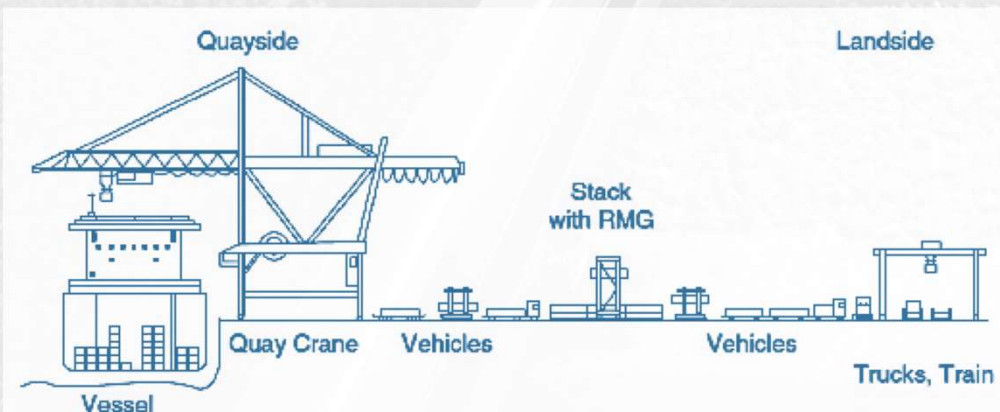 Quayside
Landside
Stack
with RMG
Quay Crane
Vehicles
Vehicles
Trucks, Train
Vessel